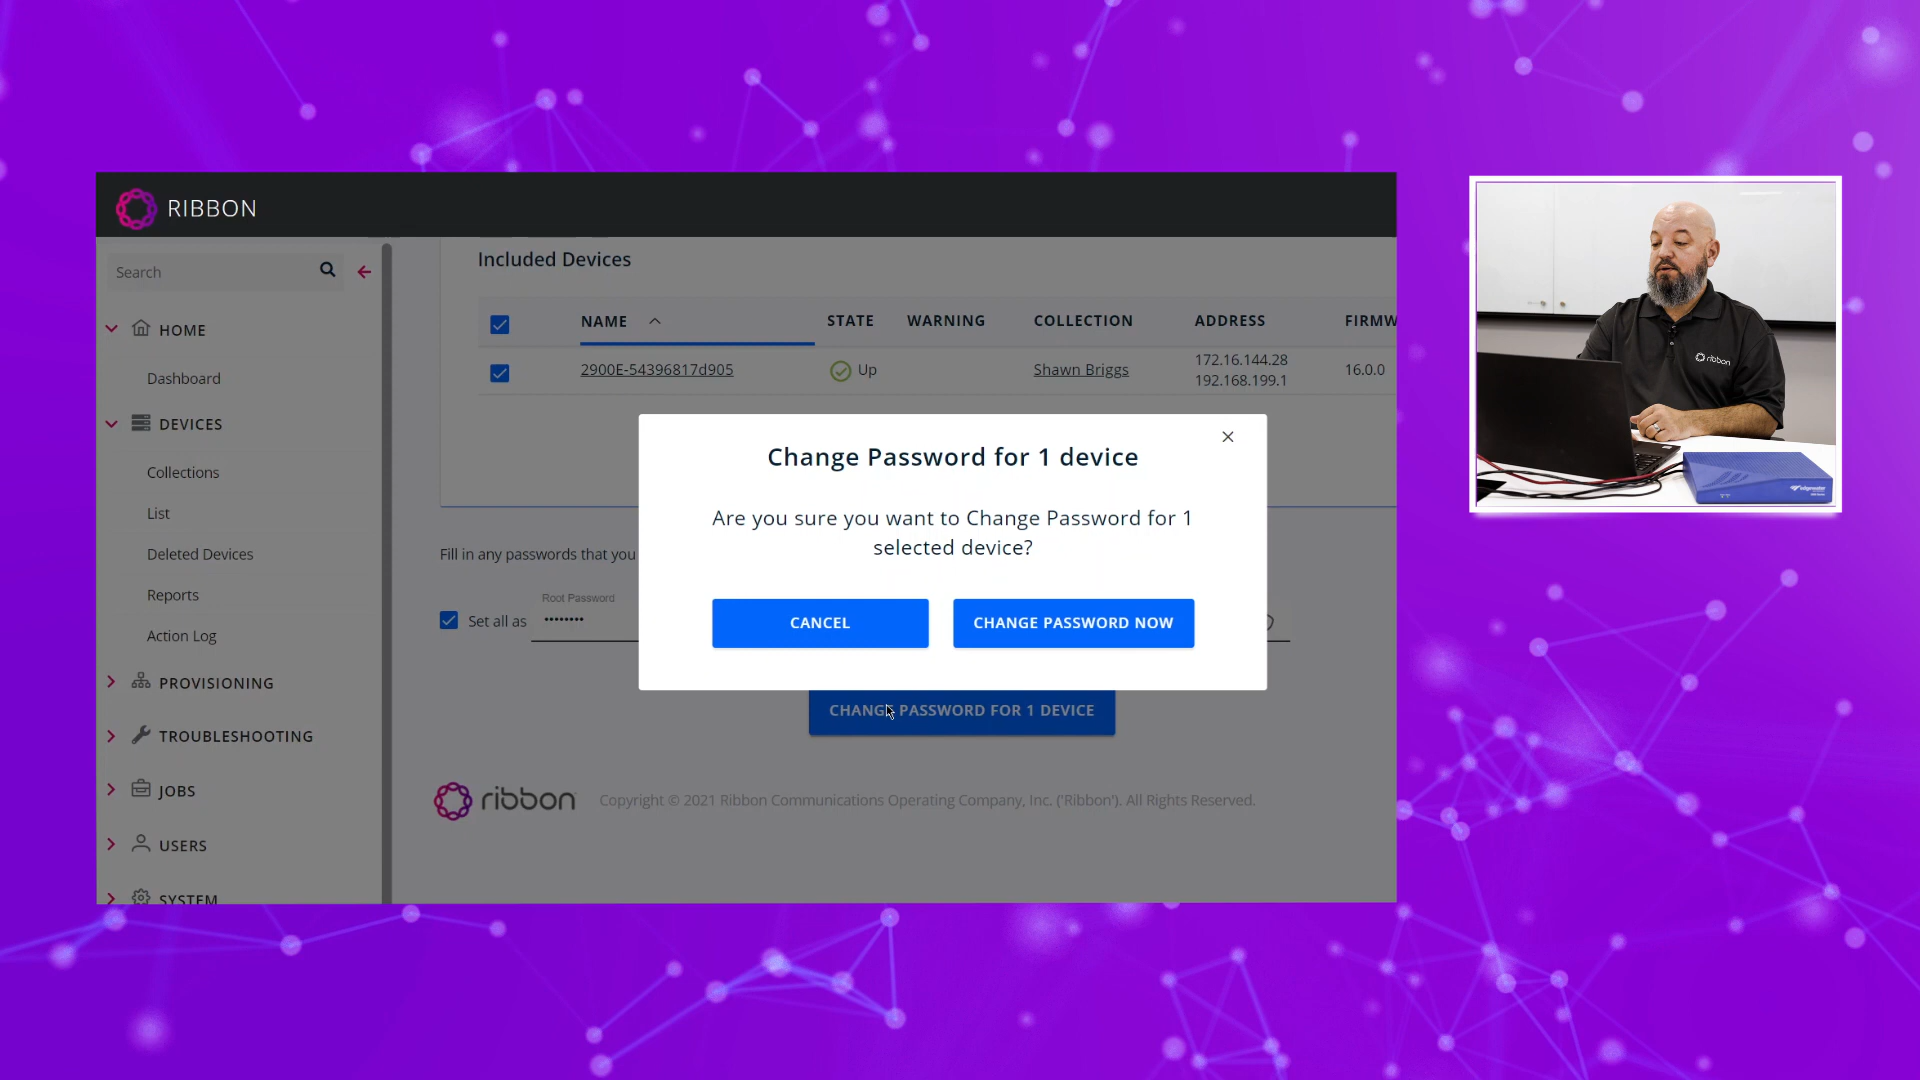 RIBBON
Search
HOME
Dashboard
DEVICES
Collections
List
Deleted Devices
Reports
Action Log
PROVISIONING
TROUBLESHOOTING
JOBS
USERS
SYSTEM
Included Devices
NAME STATE WARNING COLLECTION ADDRESS FIRMW
2900E-54396817d905 Up Shawn Briggs 172.16.144.28 16.0.0
192.168.199.1
Fill in any passwords that you
Set all as
Root Password
••••••••
Change Password for 1 device
Are you sure you want to Change Password for 1
selected device?
CANCEL CHANGE PASSWORD NOW
CHANGE PASSWORD FOR 1 DEVICE
ribbon Copyright © 2021 Ribbon Communications Operating Company, Inc. ('Ribbon'). All Rights Reserved.
ribbon